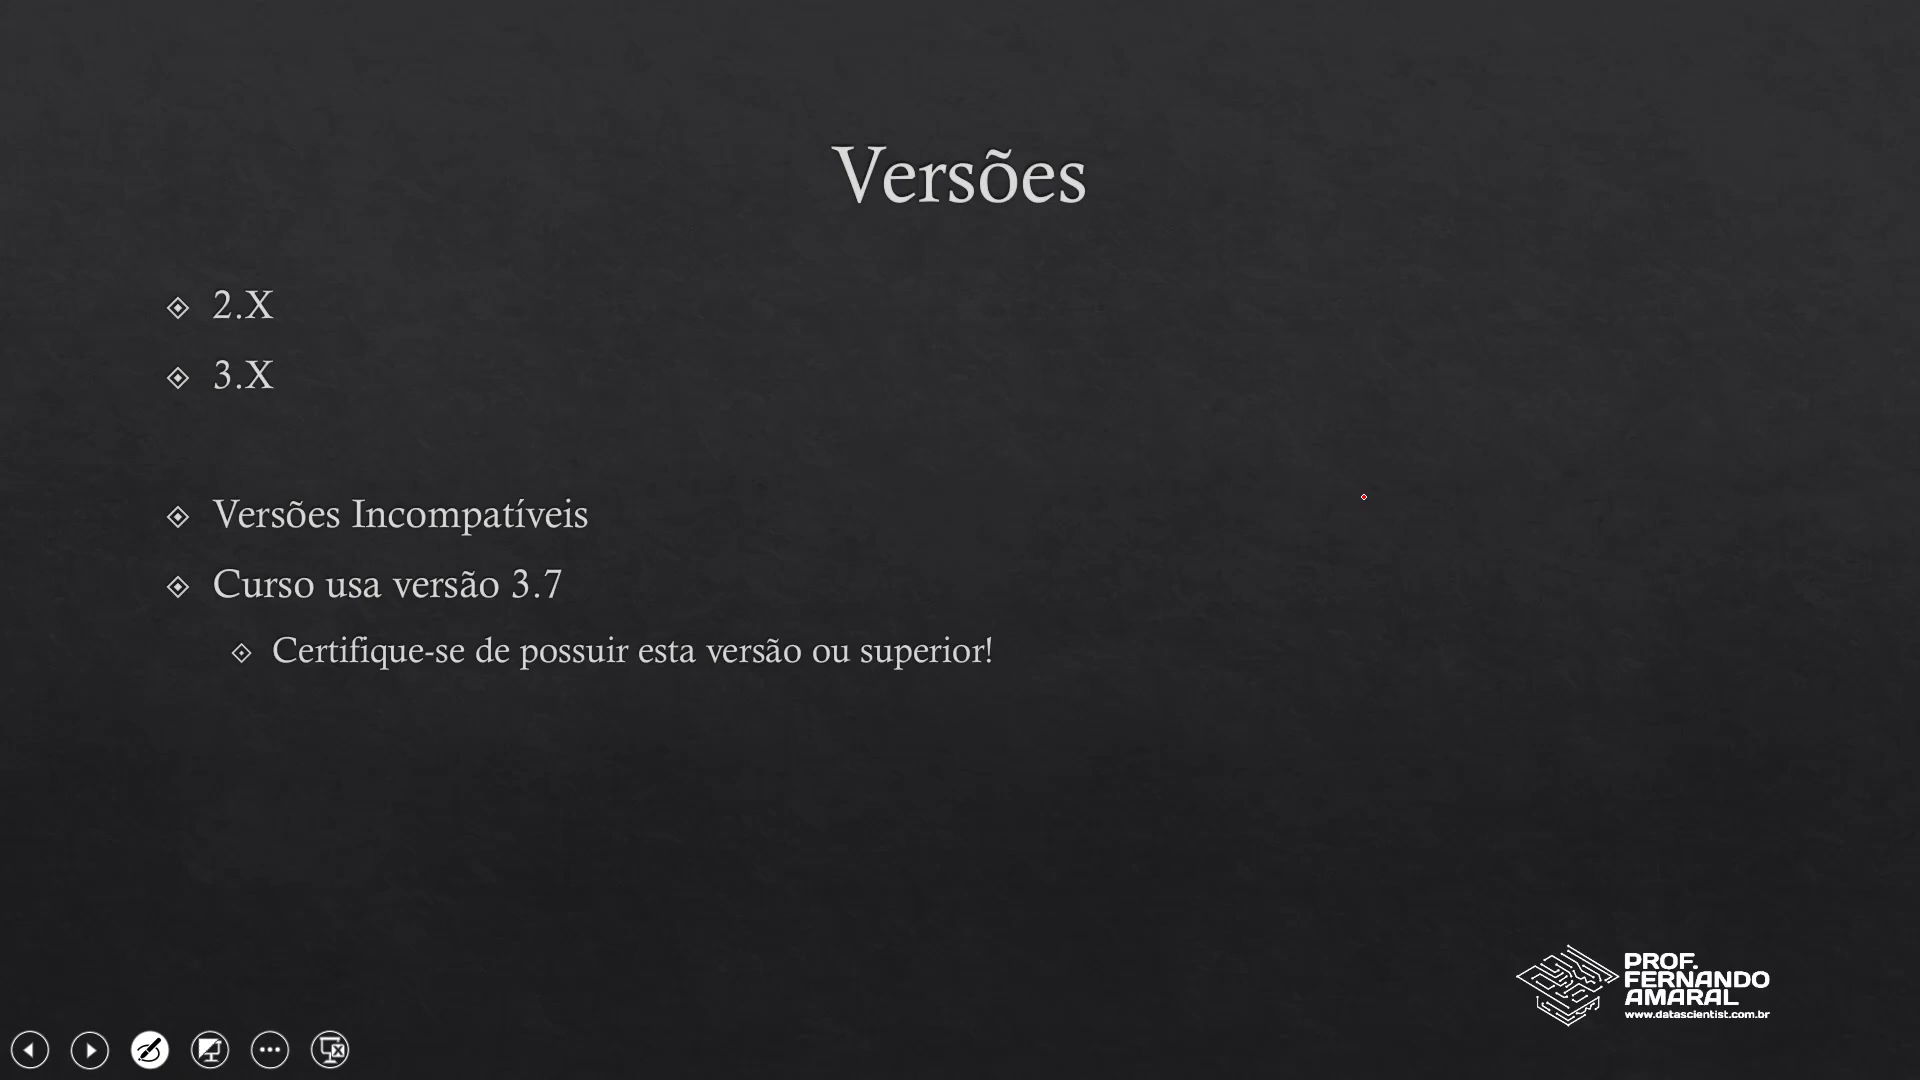 Versões
2.X
3.X
Versões Incompatíveis
Curso usa versão 3.7
Certifique-se de possuir esta versão ou superior!
PROF.
FERNANDO
AMARAL
www.datascientist.com.br